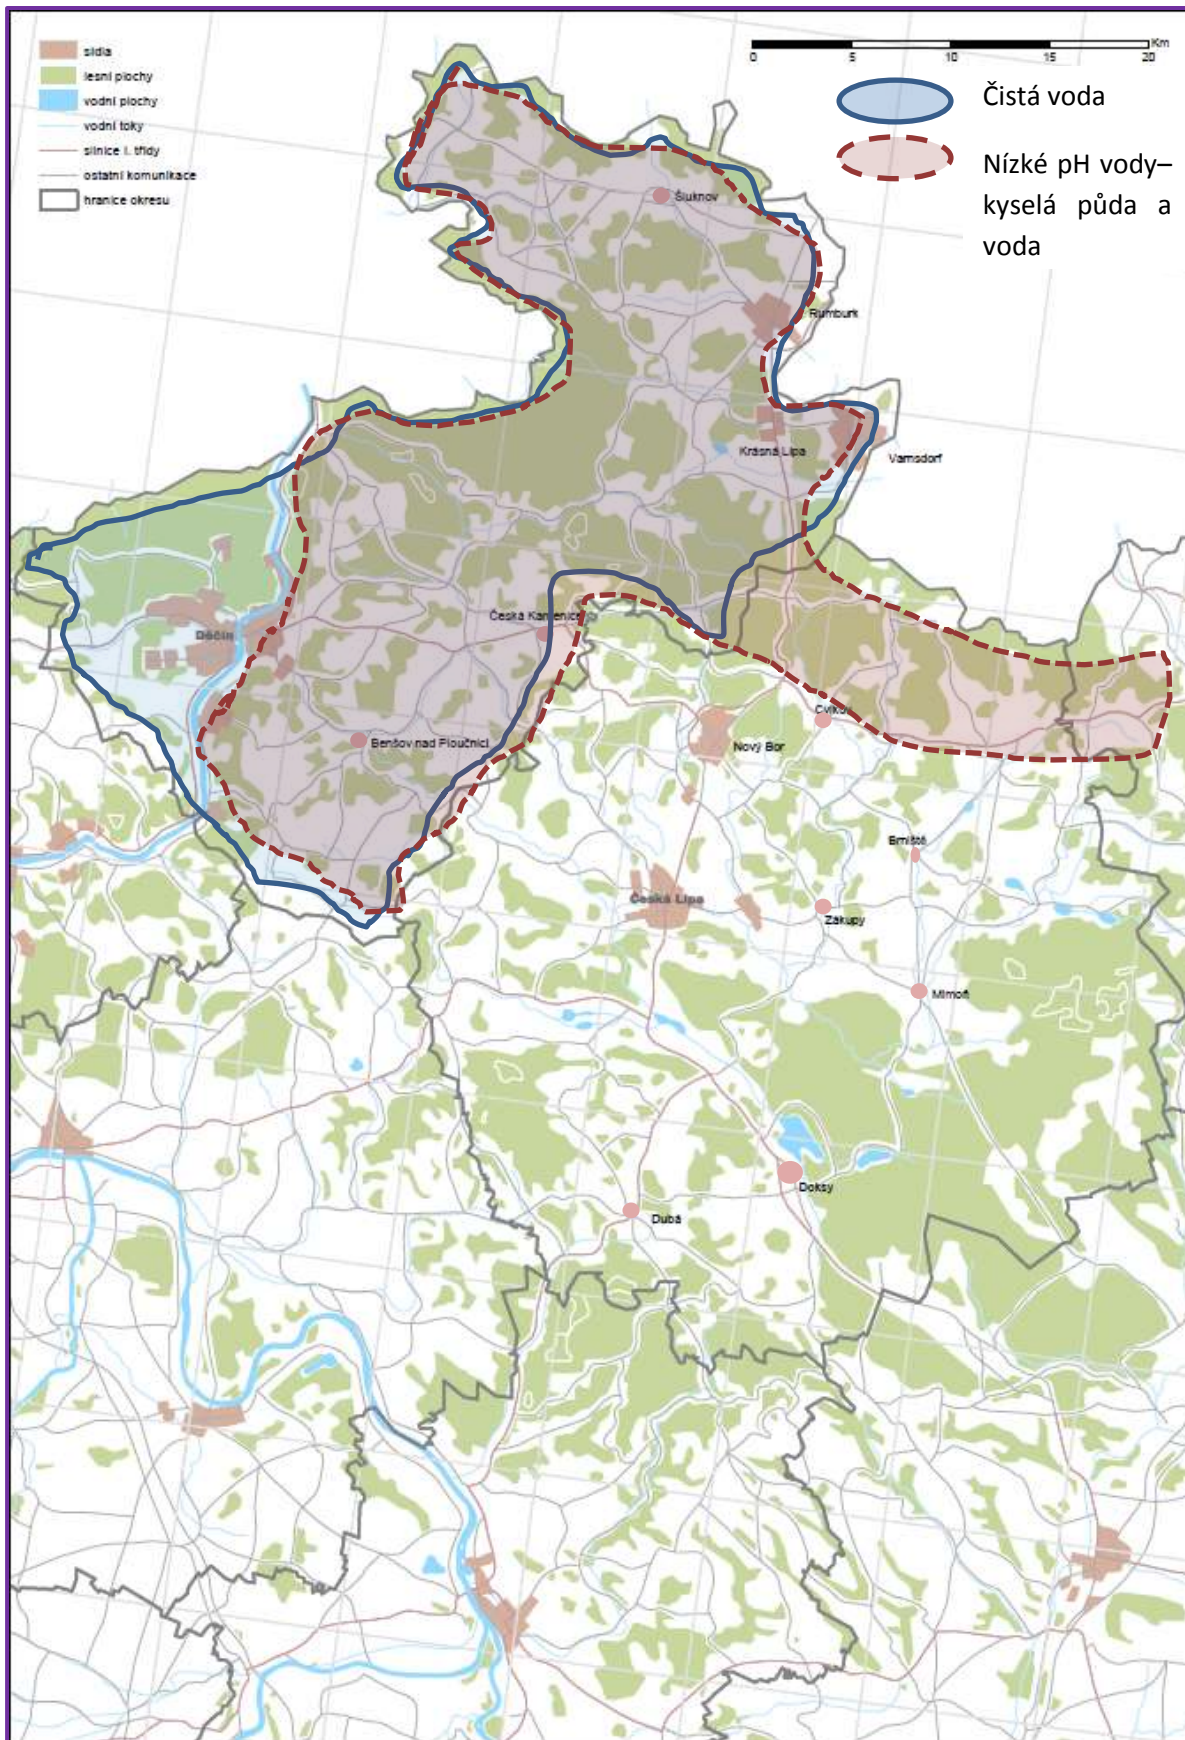 sídla
lesní plochy
vodní plochy
vodní toky
silnice I. třídy
ostatní komunikace
hranice okresu
Km
0 5 10 15 20
Čistá voda
Nízké pH vody–
kyselá půda a
voda
Šluknov
Rumburk
Krásná Lípa
Varnsdorf
Děčín
Česká Kamenice
Benšov nad Ploučnicí
Cvikov
Nový Bor
Brniště
Česká Lípa
Zákupy
Mimoň
Doksy
Dubá